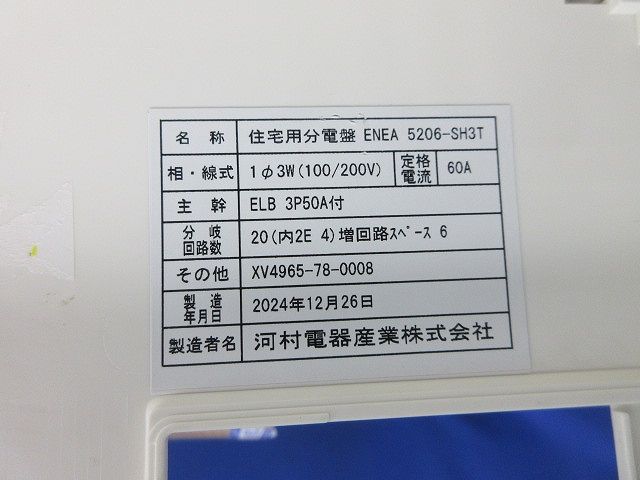 名称 住宅用分電盤 ENEA 5206-SH3T
相・線式 1φ3W(100/200V) 定格電流 60A
主幹 ELB 3P50A付
分岐回路数 20(内2E 4)増回路ｽﾍﾟｰｽ 6
その他 XV4965-78-0008
製造年月日 2024年12月26日
製造者名 河村電器産業株式会社